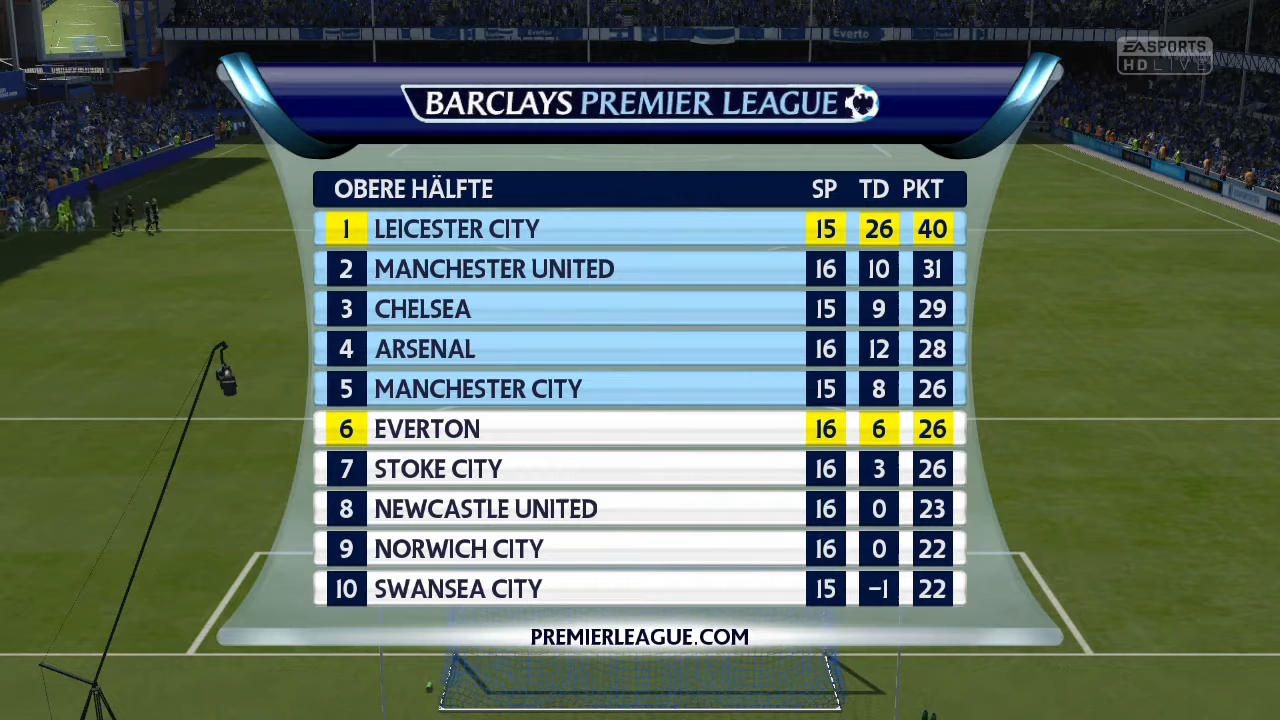 Everto
EA SPORTS
HD LIVE
BARCLAYS PREMIER LEAGUE
OBERE HÄLFTE SP TD PKT
1 LEICESTER CITY 15 26 40
2 MANCHESTER UNITED 16 10 31
3 CHELSEA 15 9 29
4 ARSENAL 16 12 28
5 MANCHESTER CITY 15 8 26
6 EVERTON 16 6 26
7 STOKE CITY 16 3 26
8 NEWCASTLE UNITED 16 0 23
9 NORWICH CITY 16 0 22
10 SWANSEA CITY 15 -1 22
PREMIERLEAGUE.COM